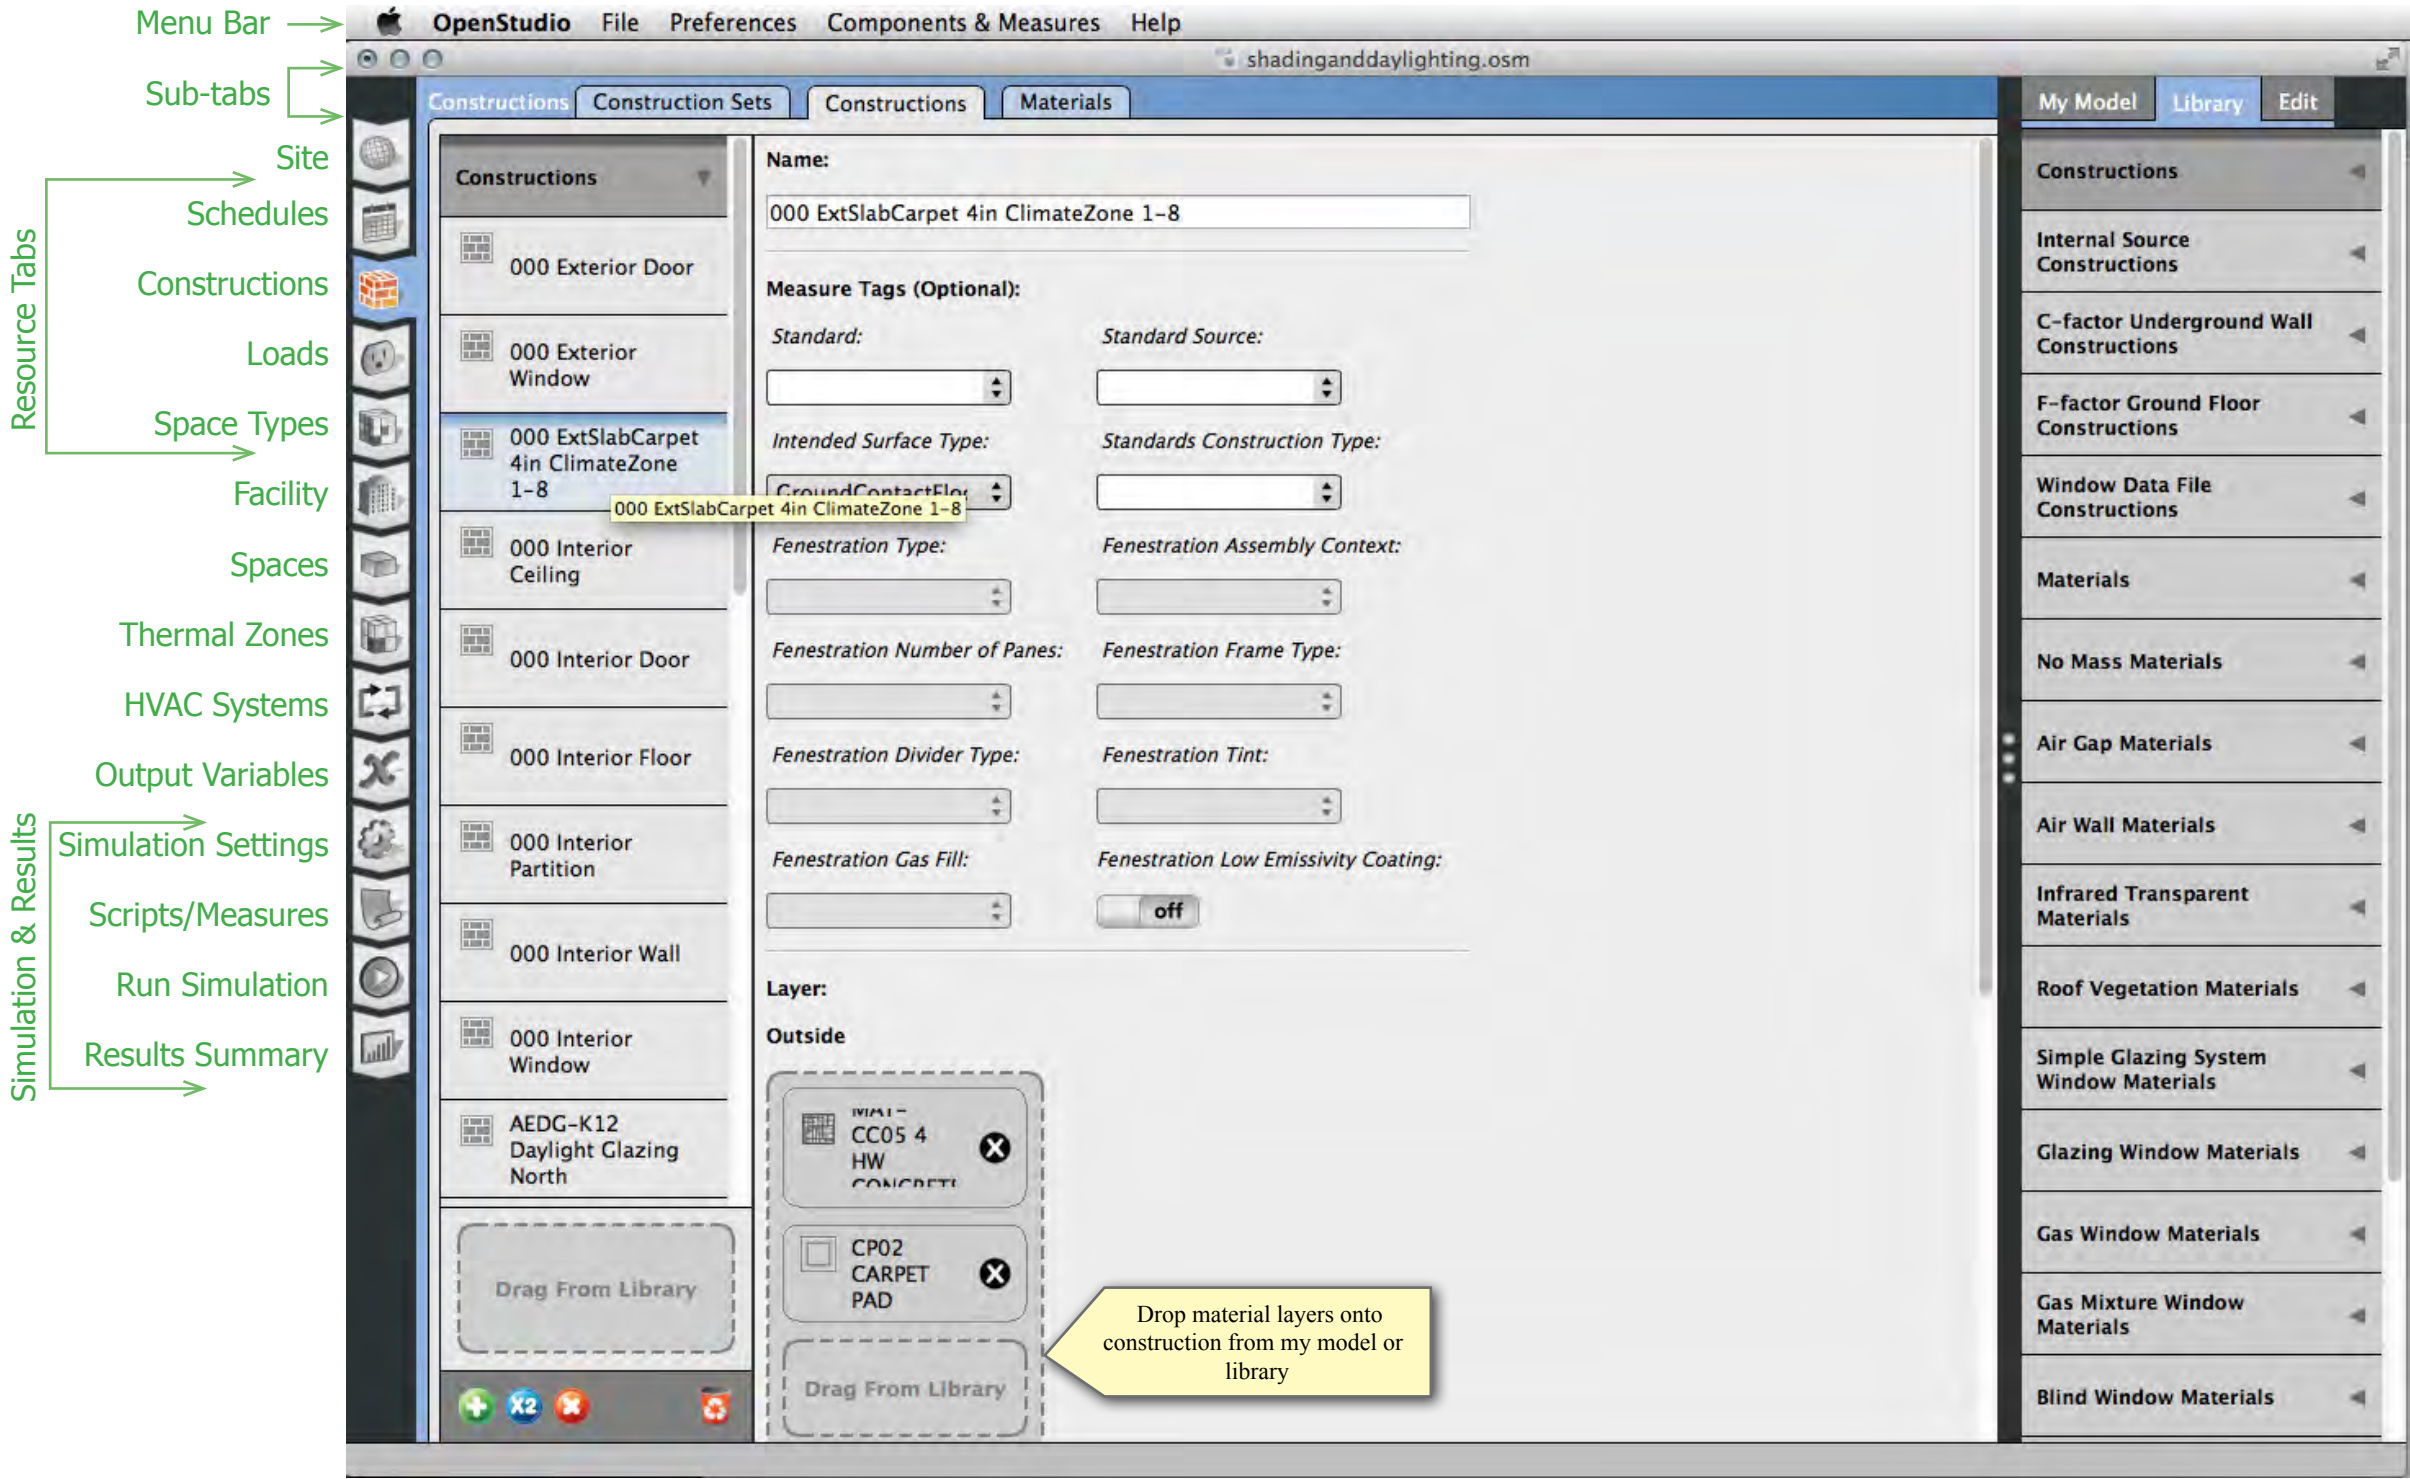 Menu Bar
OpenStudio File Preferences Components & Measures Help
shadinganddaylighting.osm
Sub-tabs
Constructions Construction Sets Constructions Materials
My Model Library Edit
Resource Tabs
Site
Schedules
Constructions
Loads
Space Types
Facility
Spaces
Thermal Zones
HVAC Systems
Output Variables
Simulation & Results
Simulation Settings
Scripts/Measures
Run Simulation
Results Summary
Constructions
000 Exterior Door
000 Exterior
Window
000 ExtSlabCarpet
4in ClimateZone
1-8
000 ExtSlabCarpet 4in ClimateZone 1-8
000 Interior
Ceiling
000 Interior Door
000 Interior Floor
000 Interior
Partition
000 Interior Wall
000 Interior
Window
AEDG-K12
Daylight Glazing
North
Drag From Library
X2
Name:
000 ExtSlabCarpet 4in ClimateZone 1-8
Measure Tags (Optional):
Standard: Standard Source:
Intended Surface Type: Standards Construction Type:
GroundContactFloo
Fenestration Type: Fenestration Assembly Context:
Fenestration Number of Panes: Fenestration Frame Type:
Fenestration Divider Type: Fenestration Tint:
Fenestration Gas Fill: Fenestration Low Emissivity Coating:
off
Layer:
Outside
MAT-
CC05 4
HW
CONCRETE
CP02
CARPET
PAD
Drag From Library
Drop material layers onto
construction from my model or
library
Constructions
Internal Source
Constructions
C-factor Underground Wall
Constructions
F-factor Ground Floor
Constructions
Window Data File
Constructions
Materials
No Mass Materials
Air Gap Materials
Air Wall Materials
Infrared Transparent
Materials
Roof Vegetation Materials
Simple Glazing System
Window Materials
Glazing Window Materials
Gas Window Materials
Gas Mixture Window
Materials
Blind Window Materials